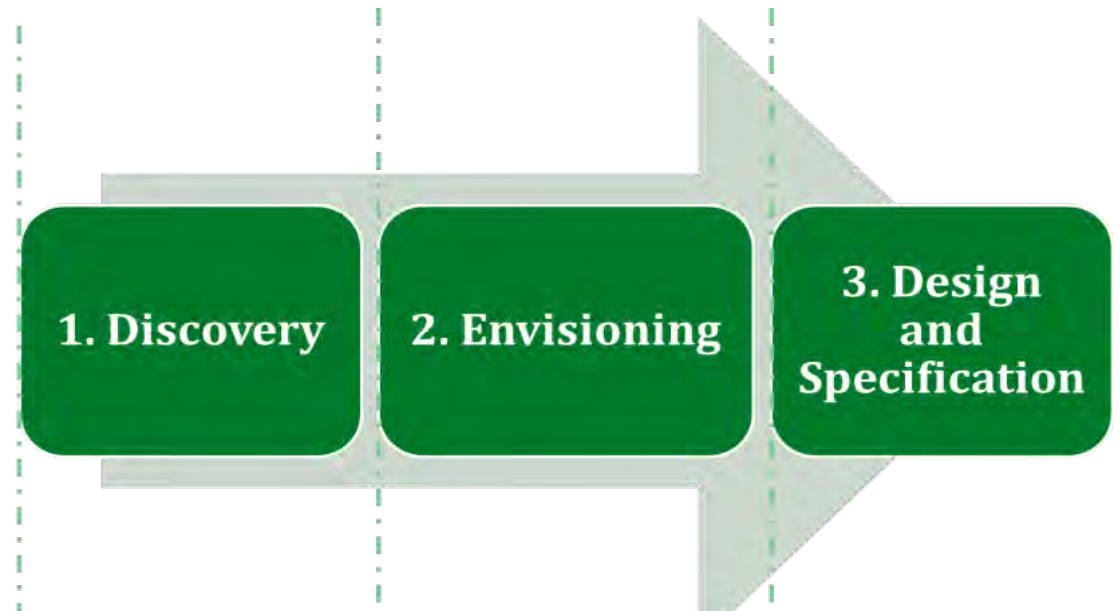 1. Discovery
2. Envisioning
3. Design
and
Specification